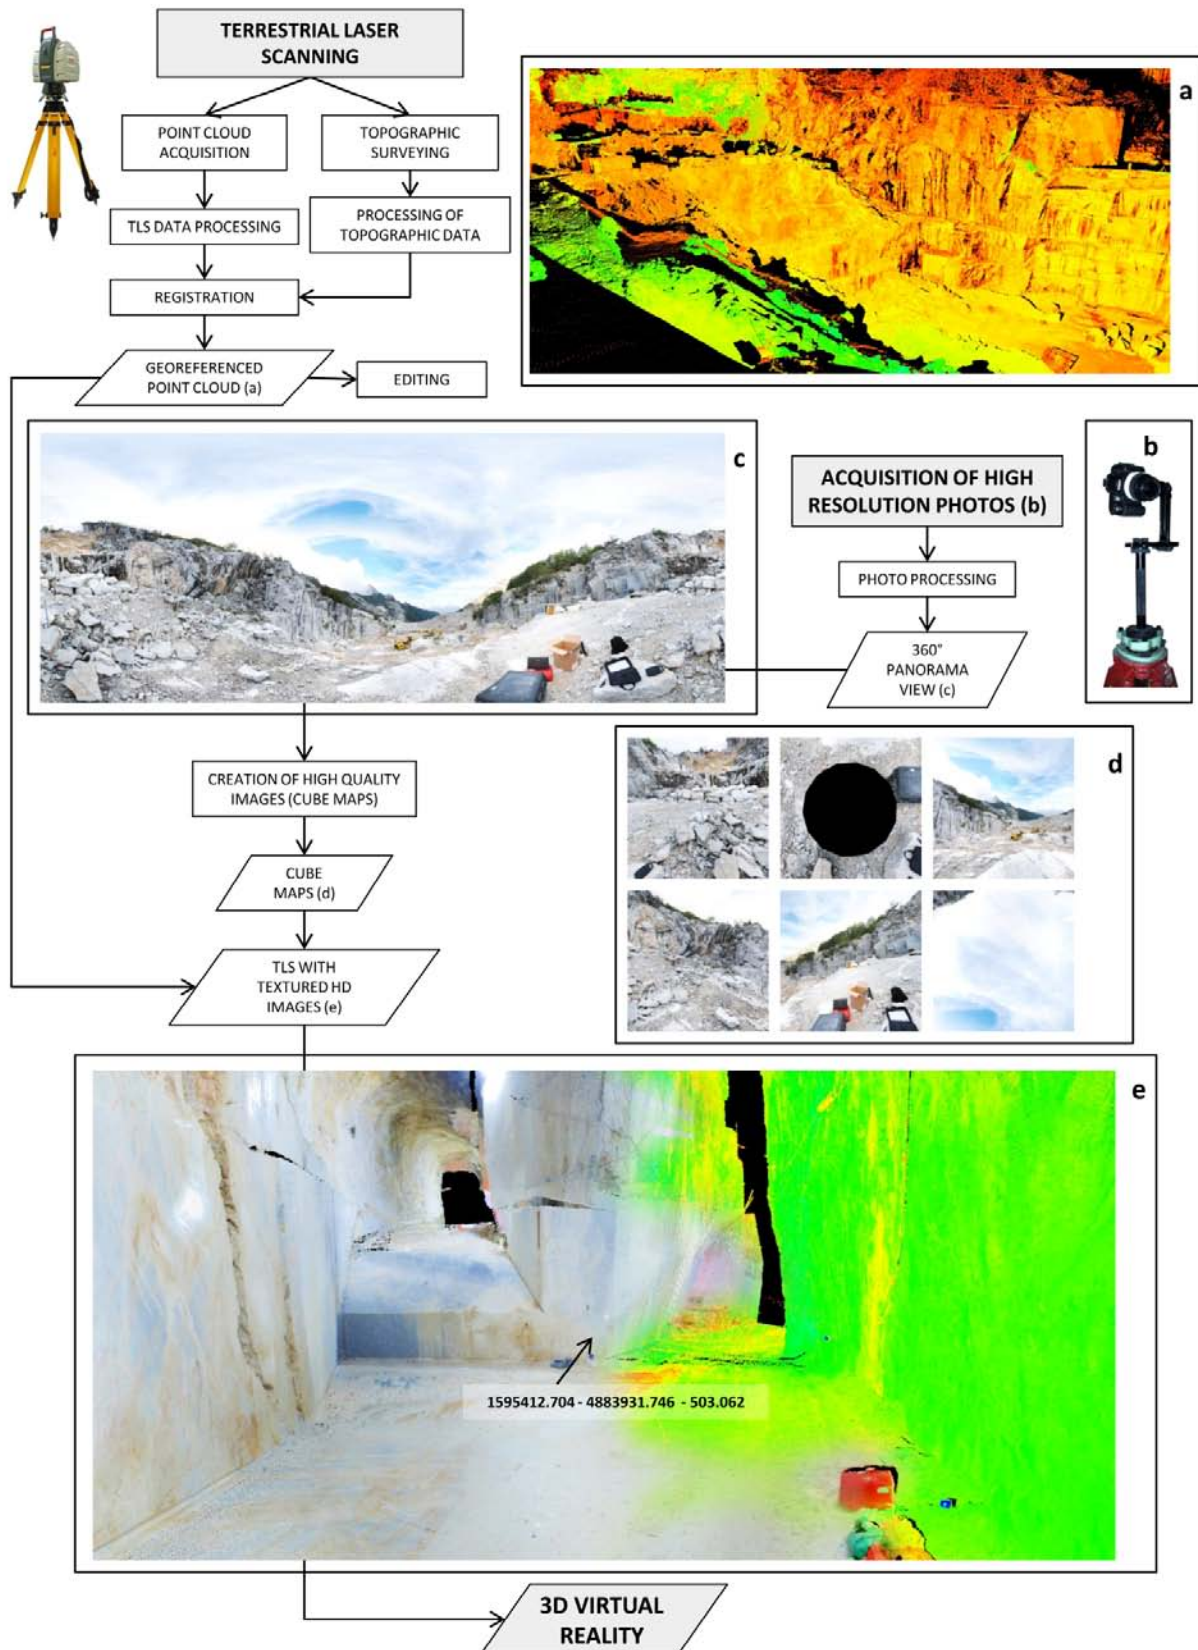 TERRESTRIAL LASER
SCANNING
POINT CLOUD
ACQUISITION
TOPOGRAPHIC
SURVEYING
TLS DATA PROCESSING
PROCESSING OF
TOPOGRAPHIC DATA
REGISTRATION
GEOREFERENCED
POINT CLOUD (a)
EDITING
a
c
ACQUISITION OF HIGH
RESOLUTION PHOTOS (b)
PHOTO PROCESSING
360°
PANORAMA
VIEW (c)
b
CREATION OF HIGH QUALITY
IMAGES (CUBE MAPS)
CUBE
MAPS (d)
TLS WITH
TEXTURED HD
IMAGES (e)
d
e
1595412.704 - 4883931.746 - 503.062
3D VIRTUAL
REALITY